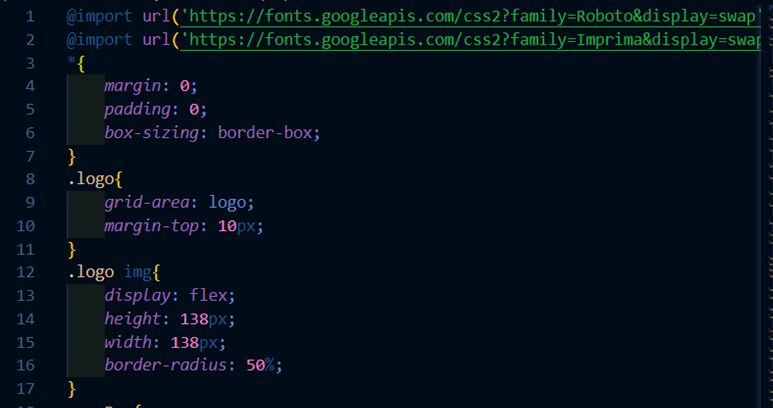 1 @import url('https://fonts.googleapis.com/css2?family=Roboto&display=swap'
2 @import url('https://fonts.googleapis.com/css2?family=Imprima&display=swap
3 *{
4 margin: 0;
5 padding: 0;
6 box-sizing: border-box;
7 }
8 .logo{
9 grid-area: logo;
10 margin-top: 10px;
11 }
12 .logo img{
13 display: flex;
14 height: 138px;
15 width: 138px;
16 border-radius: 50%;
17 }